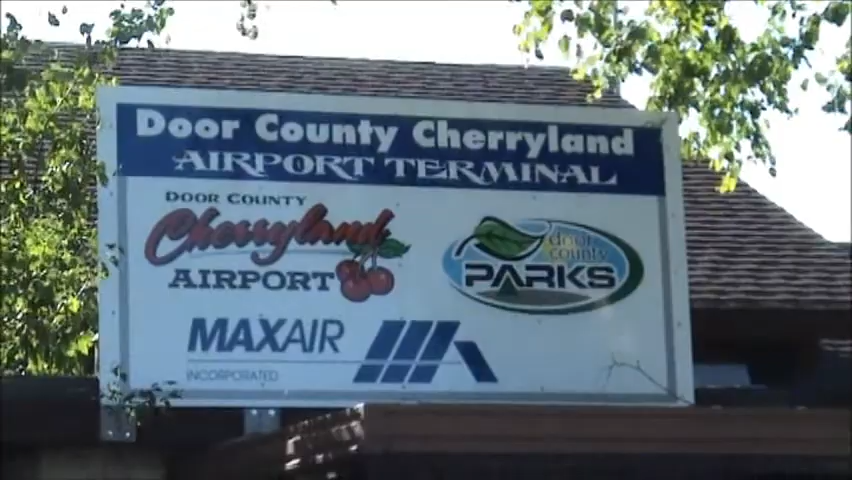 Door County Cherryland
AIRPORT TERMINAL
DOOR COUNTY
Cherryland
AIRPORT
door
county
PARKS
MAXAIR
INCORPORATED